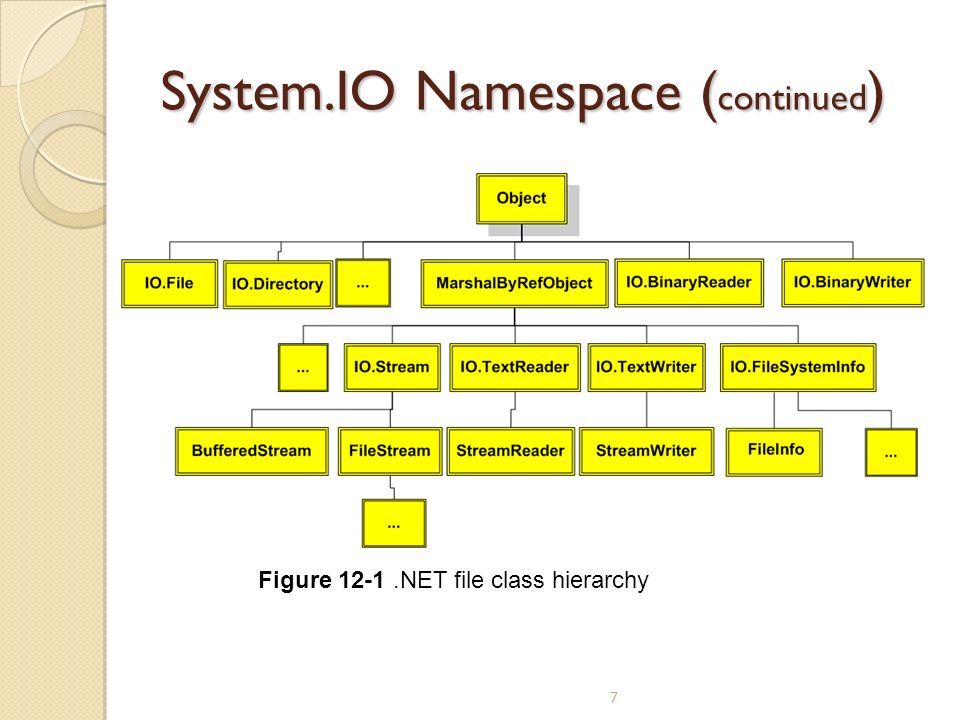 System.IO Namespace (continued)
Object
IO.File
IO.Directory
...
MarshalByRefObject
IO.BinaryReader
IO.BinaryWriter
...
IO.Stream
IO.TextReader
IO.TextWriter
IO.FileSystemInfo
BufferedStream
FileStream
StreamReader
StreamWriter
FileInfo
...
...
Figure 12-1 .NET file class hierarchy
7